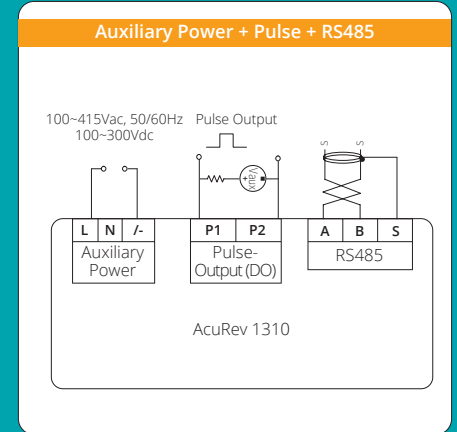 Auxiliary Power + Pulse + RS485
100~415Vac, 50/60Hz
100~300Vdc
Pulse Output
+ Vaux -
S S
L N /-
P1 P2
A B S
Auxiliary
Power
Pulse-
Output (DO)
RS485
AcuRev 1310